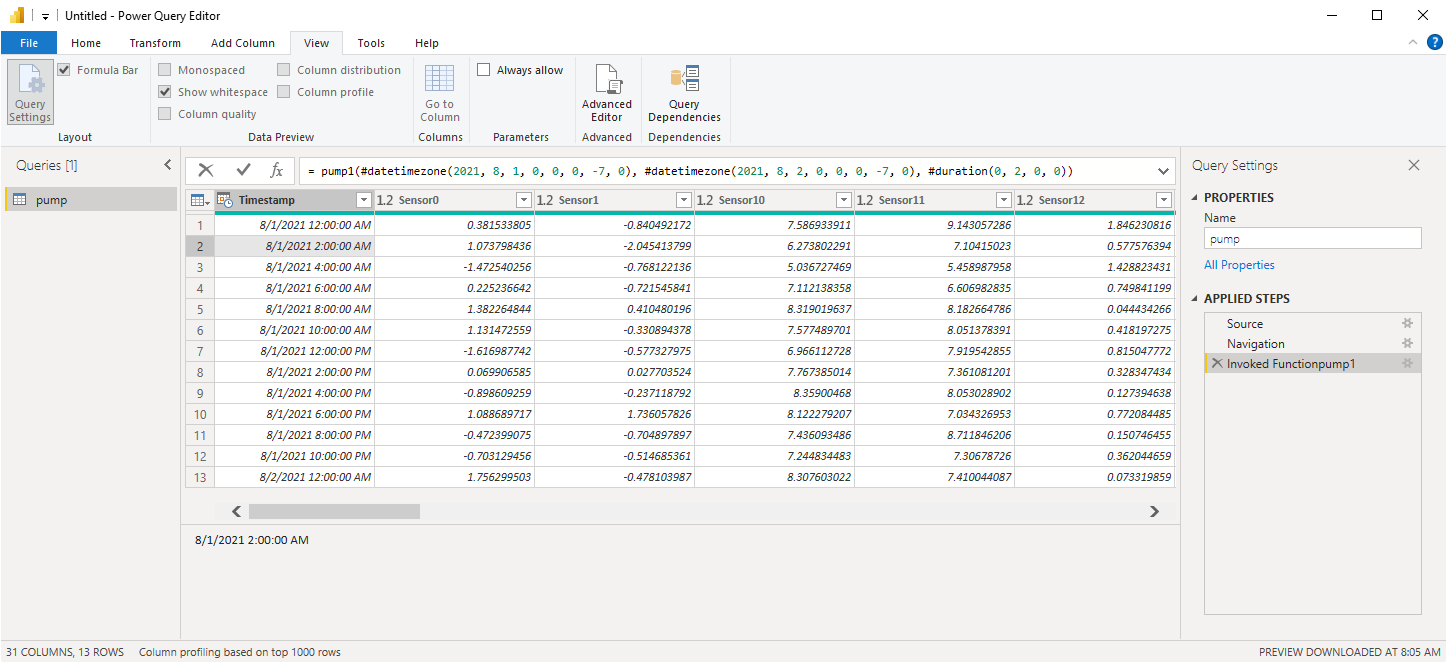 Untitled - Power Query Editor
File Home Transform Add Column View Tools Help
Query Settings
Formula Bar
Layout
Monospaced
Show whitespace
Column quality
Column distribution
Column profile
Data Preview
Go to Column
Columns
Always allow
Parameters
Advanced Editor
Advanced
Query Dependencies
Dependencies
Queries [1]
pump
fx = pump1(#datetimezone(2021, 8, 1, 0, 0, 0, -7, 0), #datetimezone(2021, 8, 2, 0, 0, 0, -7, 0), #duration(0, 2, 0, 0))
Timestamp 1.2 Sensor0 1.2 Sensor1 1.2 Sensor10 1.2 Sensor11 1.2 Sensor12
1 8/1/2021 12:00:00 AM 0.381533805 -0.840492172 7.586933911 9.143057286 1.846230816
2 8/1/2021 2:00:00 AM 1.073798436 -2.045413799 6.273802291 7.10415023 0.577576394
3 8/1/2021 4:00:00 AM -1.472540256 -0.768122136 5.036727469 5.458987958 1.428823431
4 8/1/2021 6:00:00 AM 0.225236642 -0.721545841 7.112138358 6.606982835 0.749841199
5 8/1/2021 8:00:00 AM 1.382264844 0.410480196 8.319019637 8.182664786 0.044434266
6 8/1/2021 10:00:00 AM 1.131472559 -0.330894378 7.577489701 8.051378391 0.418197275
7 8/1/2021 12:00:00 PM -1.616987742 -0.577327975 6.966112728 7.919542855 0.815047772
8 8/1/2021 2:00:00 PM 0.069906585 0.027703524 7.767385014 7.361081201 0.328347434
9 8/1/2021 4:00:00 PM -0.898609259 -0.237118792 8.35900468 8.053028902 0.127394638
10 8/1/2021 6:00:00 PM 1.088689717 1.736057826 8.122279207 7.034326953 0.772084485
11 8/1/2021 8:00:00 PM -0.472399075 -0.704897897 7.436093486 8.711846206 0.150746455
12 8/1/2021 10:00:00 PM -0.703129456 -0.514685361 7.244834483 7.30678726 0.362044659
13 8/2/2021 12:00:00 AM 1.756299503 -0.478103987 8.307603022 7.410044087 0.073319859
8/1/2021 2:00:00 AM
Query Settings
PROPERTIES
Name
pump
All Properties
APPLIED STEPS
Source
Navigation
Invoked Functionpump1
31 COLUMNS, 13 ROWS Column profiling based on top 1000 rows
PREVIEW DOWNLOADED AT 8:05 AM